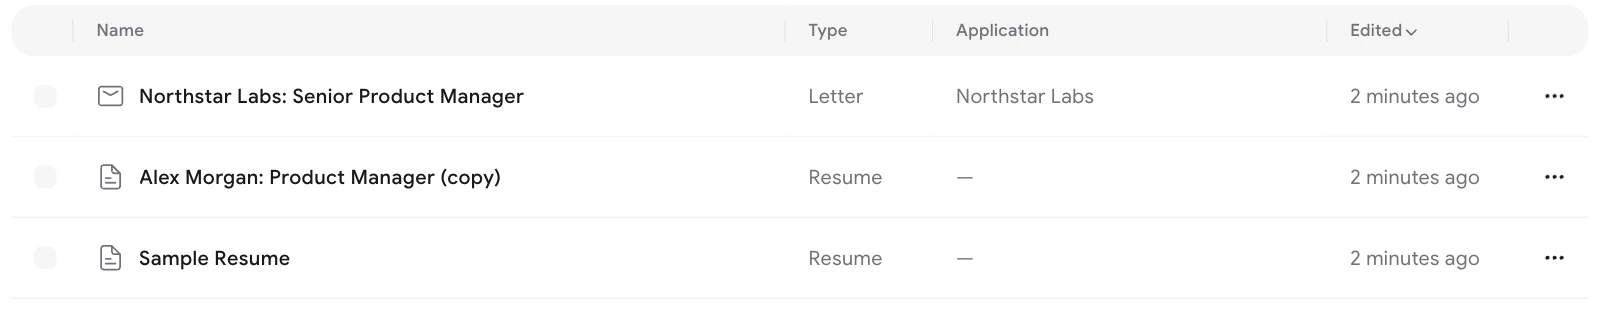 Name Type Application Edited
Northstar Labs: Senior Product Manager Letter Northstar Labs 2 minutes ago
Alex Morgan: Product Manager (copy) Resume — 2 minutes ago
Sample Resume Resume — 2 minutes ago